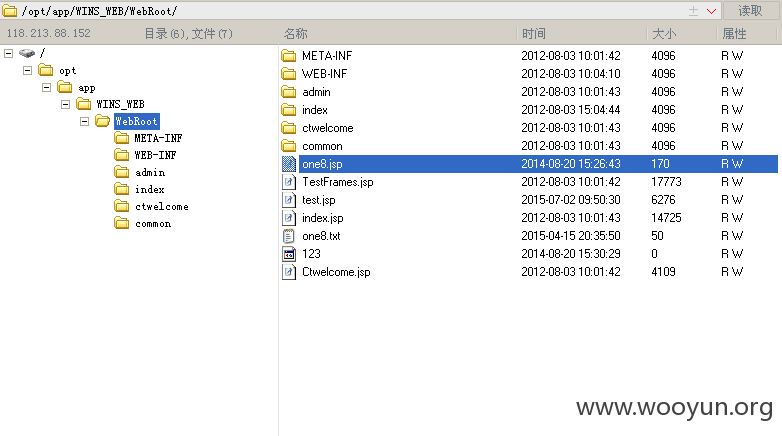 /opt/app/WINS_WEB/WebRoot/ 读取
118.213.88.152 目录(6),文件(7) 名称 时间 大小 属性
/
opt
app
WINS_WEB
WebRoot
META-INF
WEB-INF
admin
index
ctwelcome
common
META-INF 2012-08-03 10:01:42 4096 R W
WEB-INF 2012-08-03 10:04:10 4096 R W
admin 2012-08-03 10:01:43 4096 R W
index 2012-08-03 15:04:44 4096 R W
ctwelcome 2012-08-03 10:01:43 4096 R W
common 2012-08-03 10:01:43 4096 R W
one8.jsp 2014-08-20 15:26:43 170 R W
TestFrames.jsp 2012-08-03 10:01:42 17773 R W
test.jsp 2015-07-02 09:50:30 6276 R W
index.jsp 2012-08-03 10:01:43 14725 R W
one8.txt 2015-04-15 20:35:50 50 R W
123 2014-08-20 15:30:29 0 R W
Ctwelcome.jsp 2012-08-03 10:01:42 4109 R W
www.wooyun.org